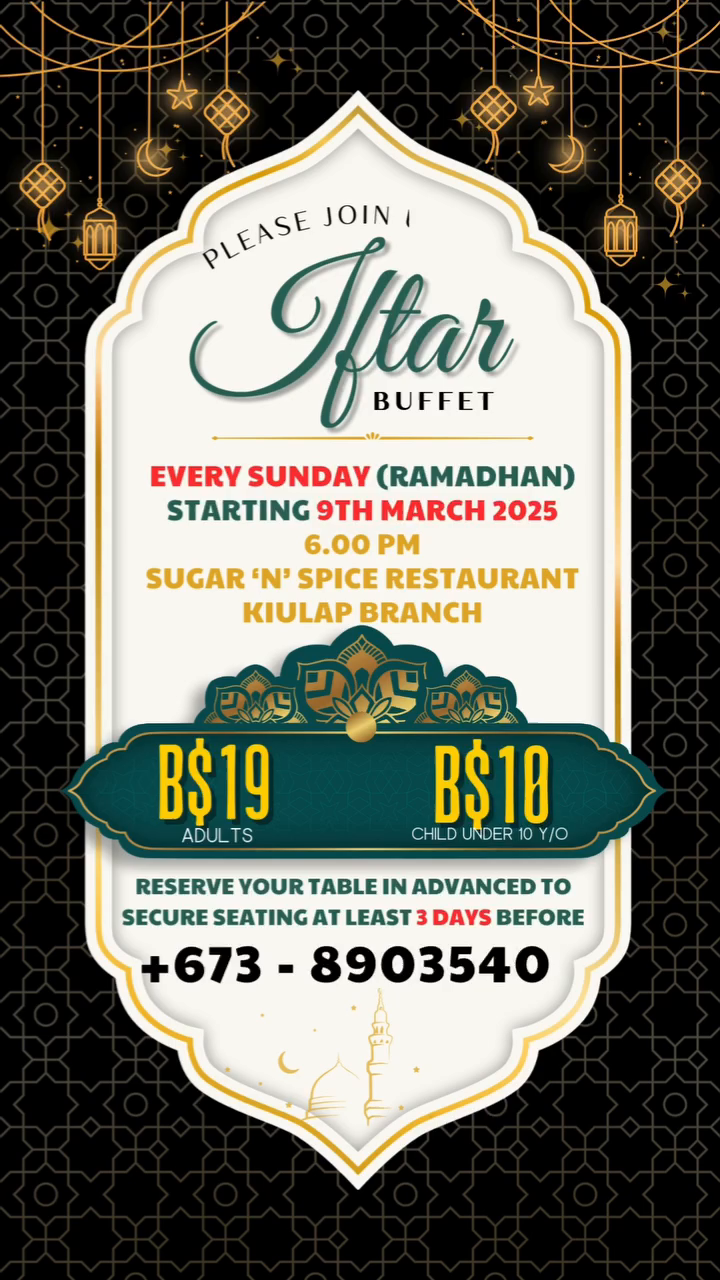 PLEASE JOIN
Iftar
BUFFET
EVERY SUNDAY (RAMADHAN)
STARTING 9TH MARCH 2025
6.00 PM
SUGAR ‘N’ SPICE RESTAURANT
KIULAP BRANCH
B$19 B$10
ADULTS CHILD UNDER 10 Y/O
RESERVE YOUR TABLE IN ADVANCED TO
SECURE SEATING AT LEAST 3 DAYS BEFORE
+673 - 8903540